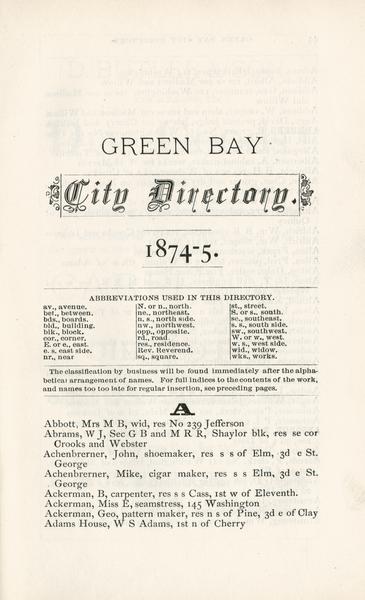 GREEN BAY
City Directory.
1874-5.
ABBREVIATIONS USED IN THIS DIRECTORY.
av., avenue.
bet., between.
bds., boards.
bld., building.
blk., block.
cor., corner.
E. or e., east.
e. s. east side.
nr., near
N. or n., north.
ne., northeast.
n. s., north side.
nw., northwest.
opp., opposite.
rd., road.
res., residence.
Rev. Reverend.
sq., square.
st., street.
S. or s., south.
se., southeast.
s. s., south side.
sw., southwest.
W. or w., west.
w. s., west side.
wid., widow.
wks., works.
The classification by business will be found immediately after the alpha-
betical arrangement of names. For full indices to the contents of the work,
and names too late for regular insertion, see preceding pages.
A
Abbott, Mrs M B, wid, res No 239 Jefferson
Abrams, W J, Sec G B and M R R, Shaylor blk, res se cor
Crooks and Webster
Achenbrerner, John, shoemaker, res s s of Elm, 3d e St.
George
Achenbrerner, Mike, cigar maker, res s s Elm, 3d e St.
George
Ackerman, B, carpenter, res s s Cass, 1st w of Eleventh.
Ackerman, Miss E, seamstress, 145 Washington
Ackerman, Geo, pattern maker, res n s of Pine, 3d e of Clay
Adams House, W S Adams, 1st n of Cherry